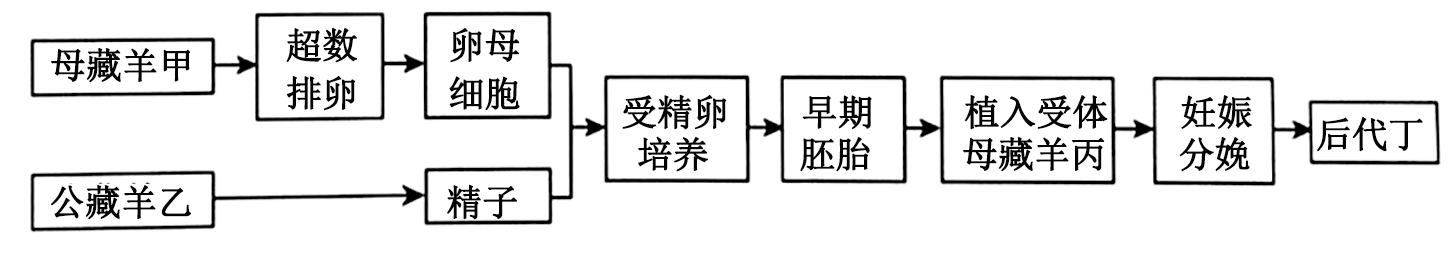 母藏羊甲
超数
排卵
卵母
细胞
公藏羊乙
精子
受精卵
培养
早期
胚胎
植入受体
母藏羊丙
妊娠
分娩
后代丁